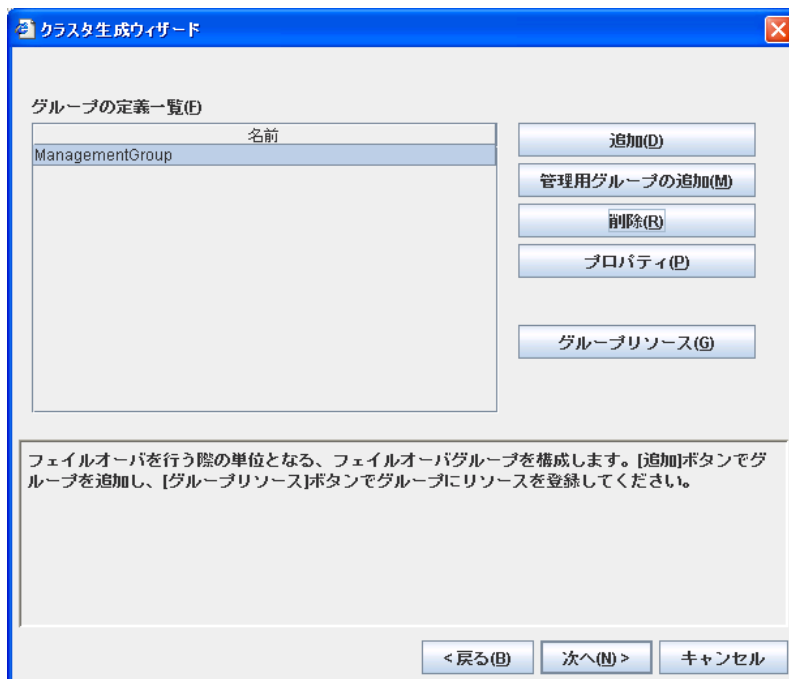 クラスタ生成ウィザード
グループの定義一覧(F)
名前
ManagementGroup
追加(D)
管理用グループの追加(M)
削除(R)
プロパティ(P)
グループリソース(G)
フェイルオーバを行う際の単位となる、フェイルオーバグループを構成します。[追加]ボタンでグ
ループを追加し、[グループリソース]ボタンでグループにリソースを登録してください。
<戻る(B)
次へ(N)>
キャンセル